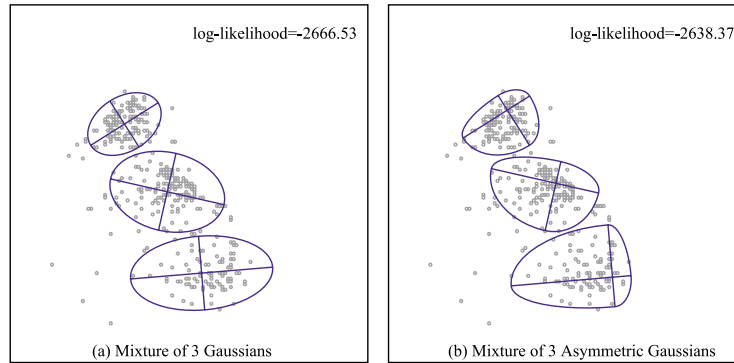 log-likelihood=-2666.53
(a) Mixture of 3 Gaussians
log-likelihood=-2638.37
(b) Mixture of 3 Asymmetric Gaussians